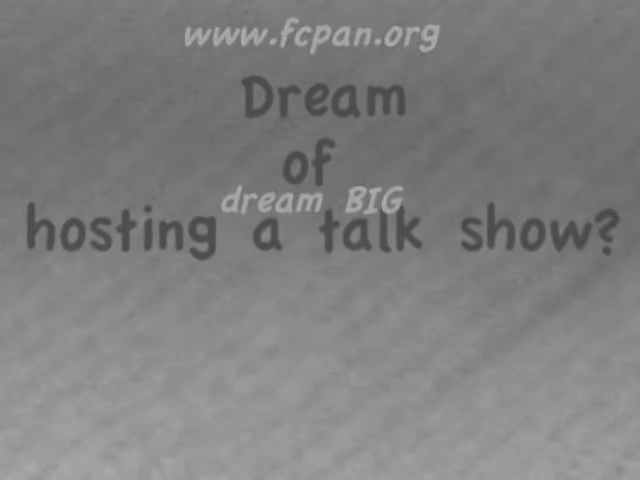 www.fcpan.org
Dream
of
dream BIG
hosting a talk show?